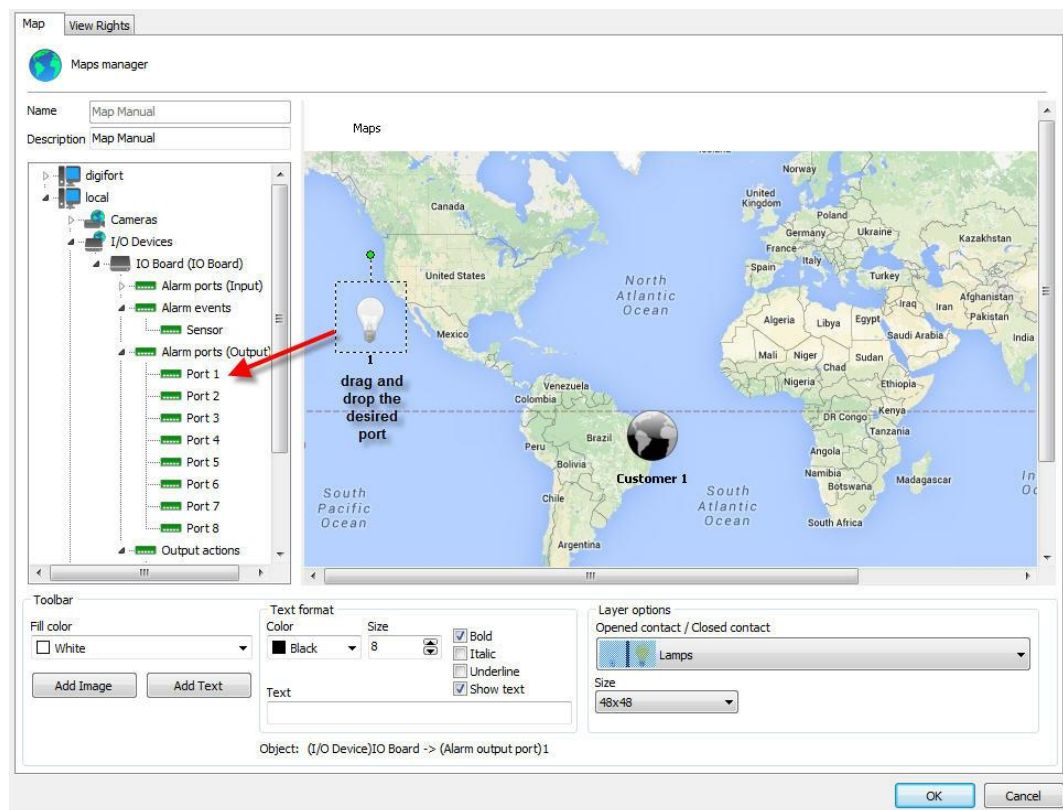 Map
View Rights
Maps manager
Name
Map Manual
Description
Map Manual
digifort
local
Cameras
I/O Devices
IO Board (IO Board)
Alarm ports (Input)
Alarm events
Sensor
Alarm ports (Output)
Port 1
Port 2
Port 3
Port 4
Port 5
Port 6
Port 7
Port 8
Output actions
Maps
Norway
Canada
United
Kingdom
Poland
Germany
Ukraine
Kazakhstan
France
Italy
Spain
Turkey
United States
North
Atlantic
Ocean
Iraq
Iran
Afghanistan
Pakistan
Algeria
Libya
Egypt
Saudi Arabia
India
Mexico
Mali
Niger
Chad
Sudan
1
drag and
drop the
desired
port
Venezuela
Colombia
Nigeria
Ethiopia
DR Congo
Kenya
Tanzania
Peru
Brazil
Angola
Bolivia
Customer 1
Namibia
Botswana
Madagascar
South
Pacific
Ocean
Chile
South
Atlantic
Ocean
South Africa
Argentina
Toolbar
Fill color
White
Add Image
Add Text
Text format
Color
Size
Black
8
Bold
Italic
Underline
Show text
Text
Layer options
Opened contact / Closed contact
Lamps
Size
48x48
Object: (I/O Device)IO Board -> (Alarm output port)1
OK
Cancel